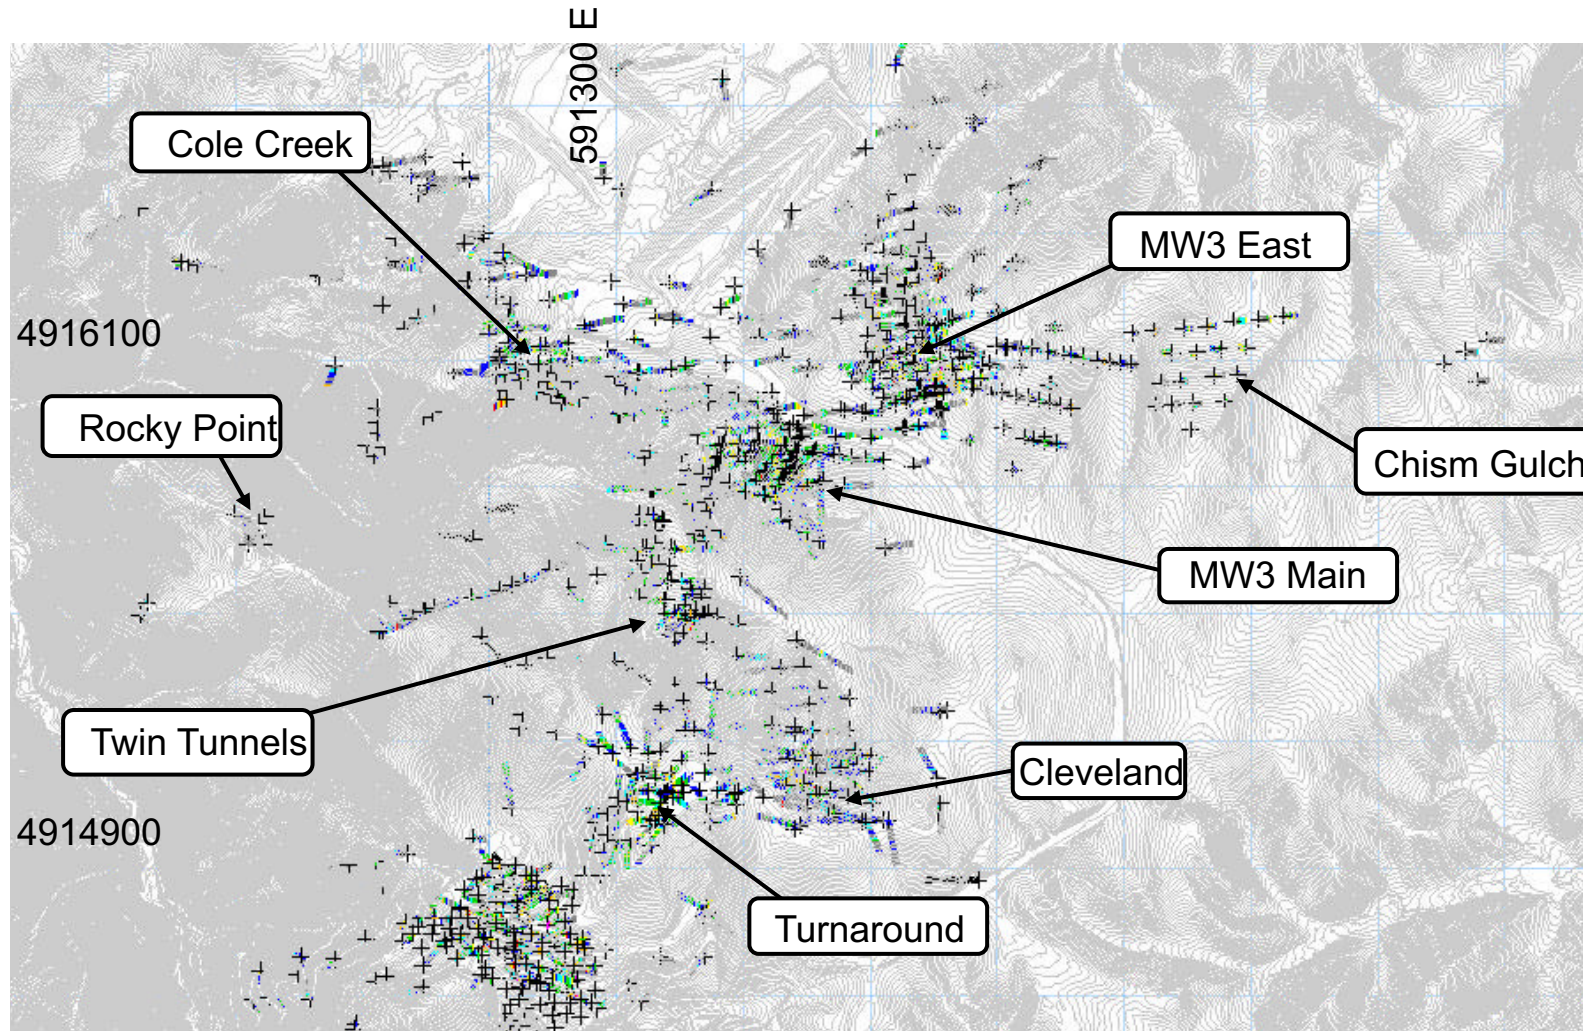 591300 E
Cole Creek
MW3 East
4916100
Rocky Point
Chism Gulch
MW3 Main
Twin Tunnels
Cleveland
4914900
Turnaround